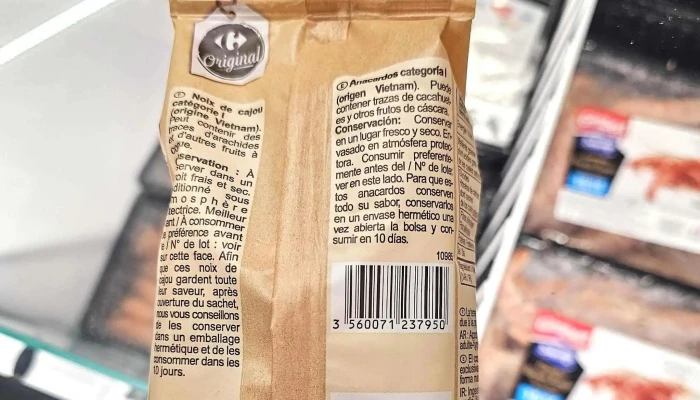 Original
Ⓕ Noix de cajou
catégorie I
(origine Vietnam).
Peut contenir des
traces d'arachides
et d'autres fruits à
coque.
Conservation : À
conserver dans un
endroit frais et sec.
Conditionné sous
atmosphère
protectrice. Meilleur
avant / À consommer
de préférence avant
le / N° de lot : voir
sur cette face. Afin
que ces noix de
cajou gardent toute
leur saveur, après
ouverture du sachet,
nous vous conseillons
de les conserver
dans un emballage
hermétique et de les
consommer dans les
10 jours.
Ⓔ Anacardos categoría I
(origen Vietnam). Puede
contener trazas de cacahuet-
es y otros frutos de cáscara.
Conservación: Conservar
en un lugar fresco y seco. En-
vasado en atmósfera protec-
tora. Consumir preferente-
mente antes del / N° de lote:
ver en este lado. Para que es-
tos anacardos conserven
todo su sabor, conservarlos
en un envase hermético una
vez abierta la bolsa y con-
sumir en 10 días.
10985
3 560071 237950